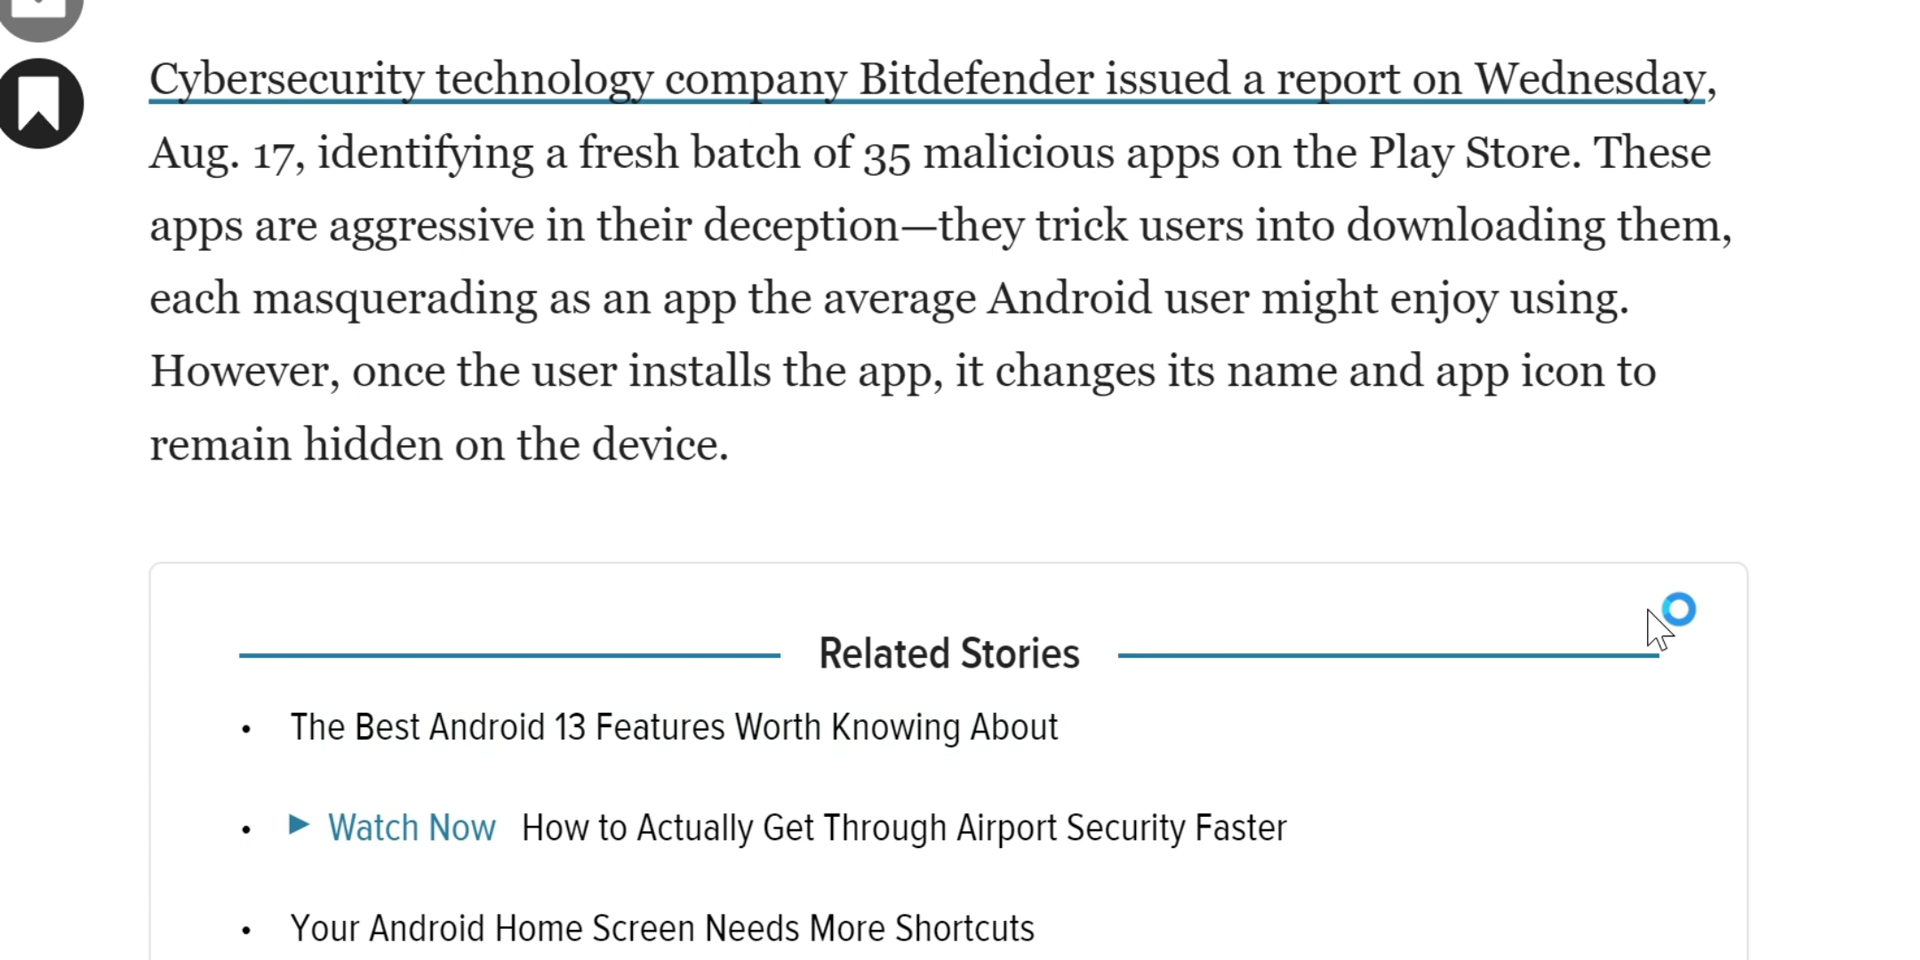 Cybersecurity technology company Bitdefender issued a report on Wednesday,
Aug. 17, identifying a fresh batch of 35 malicious apps on the Play Store. These
apps are aggressive in their deception—they trick users into downloading them,
each masquerading as an app the average Android user might enjoy using.
However, once the user installs the app, it changes its name and app icon to
remain hidden on the device.
Related Stories
• The Best Android 13 Features Worth Knowing About
• ▶ Watch Now How to Actually Get Through Airport Security Faster
• Your Android Home Screen Needs More Shortcuts